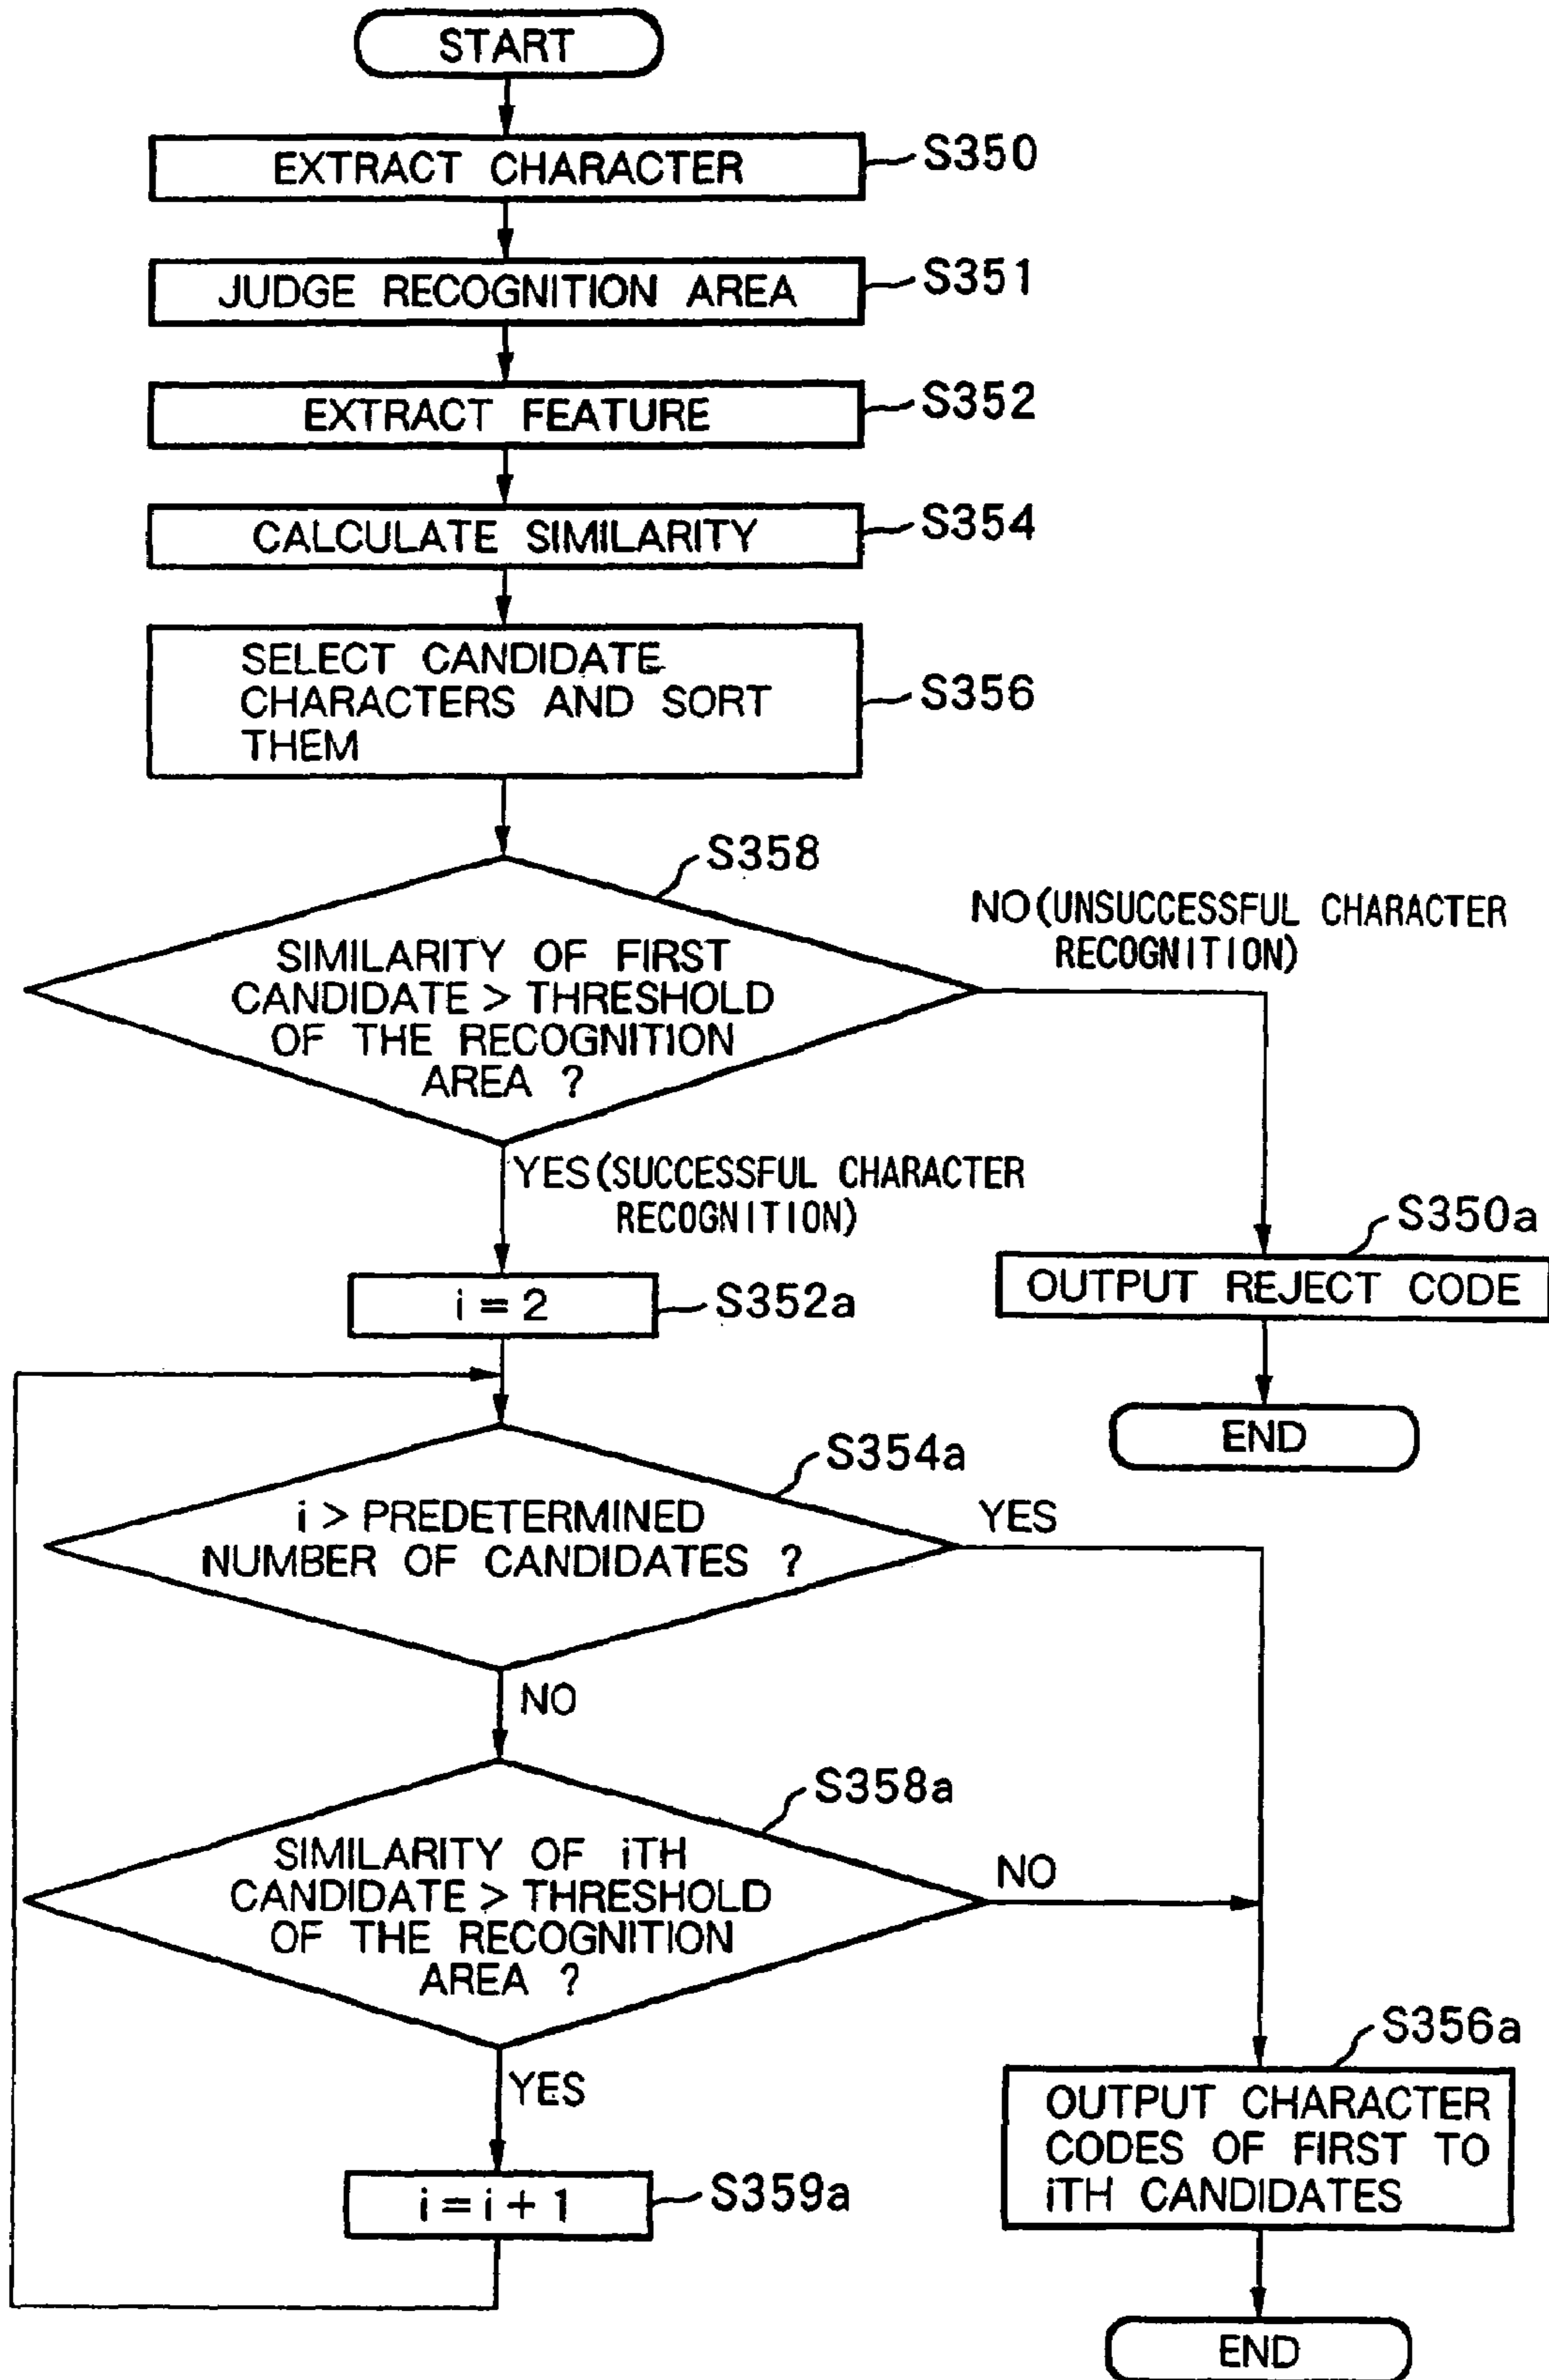 START
EXTRACT CHARACTER
S350
JUDGE RECOGNITION AREA
S351
EXTRACT FEATURE
S352
CALCULATE SIMILARITY
S354
SELECT CANDIDATE
CHARACTERS AND SORT
THEM
S356
S358
SIMILARITY OF FIRST
CANDIDATE > THRESHOLD
OF THE RECOGNITION
AREA ?
NO (UNSUCCESSFUL CHARACTER
RECOGNITION)
YES (SUCCESSFUL CHARACTER
RECOGNITION)
S350a
OUTPUT REJECT CODE
END
i = 2
S352a
S354a
i > PREDETERMINED
NUMBER OF CANDIDATES ?
YES
NO
S358a
SIMILARITY OF iTH
CANDIDATE > THRESHOLD
OF THE RECOGNITION
AREA ?
NO
YES
i = i + 1
S359a
S356a
OUTPUT CHARACTER
CODES OF FIRST TO
iTH CANDIDATES
END